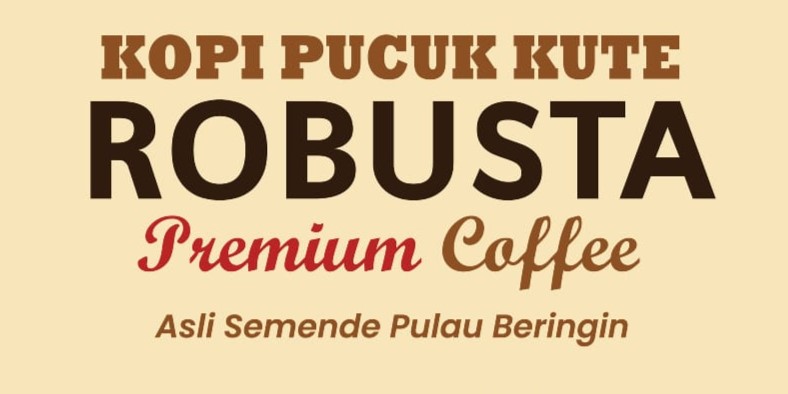 KOPI PUCUK KUTE
ROBUSTA
Premium Coffee
Asli Semende Pulau Beringin